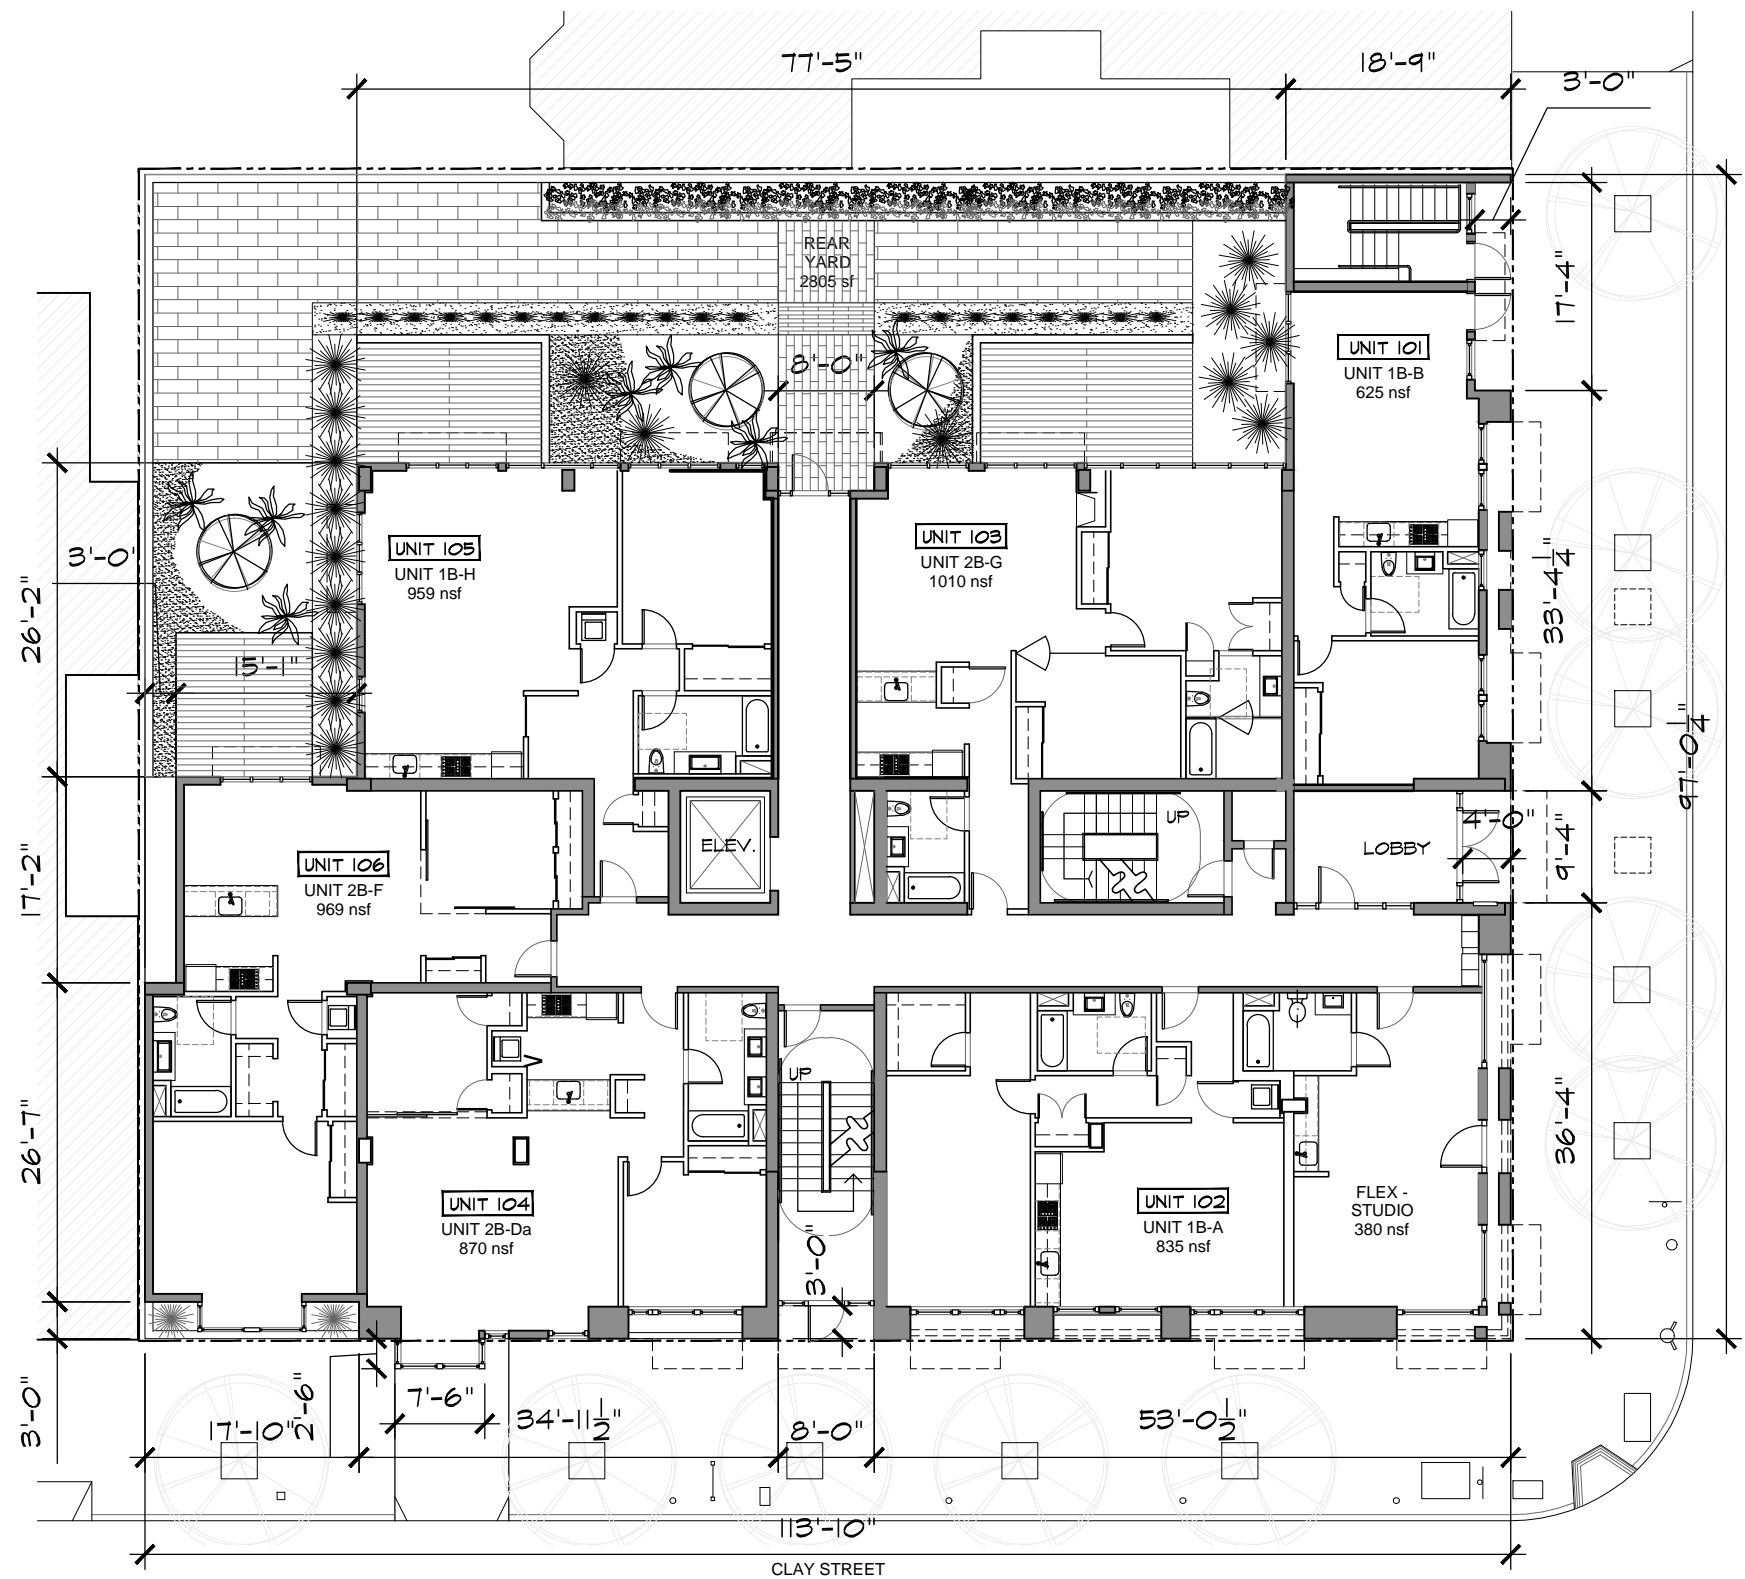 77'-5"
18'-9"
3'-0"
REAR
YARD
2805 sf
17'-4"
UNIT 101
UNIT 1B-B
625 nsf
8'-0"
3'-0"
UNIT 105
UNIT 1B-H
959 nsf
UNIT 103
UNIT 2B-G
1010 nsf
33'-4 1/4"
26'-2"
15'-1"
97'-0 1/4"
ELEV.
UP
LOBBY
4'-0"
9'-4"
17'-2"
UNIT 106
UNIT 2B-F
969 nsf
UP
26'-7"
36'-4"
UNIT 104
UNIT 2B-Da
870 nsf
UNIT 102
UNIT 1B-A
835 nsf
FLEX -
STUDIO
380 nsf
3'-0"
3'-0"
17'-10"
2'-6"
7'-6"
34'-11 1/2"
8'-0"
53'-0 1/2"
113'-10"
CLAY STREET